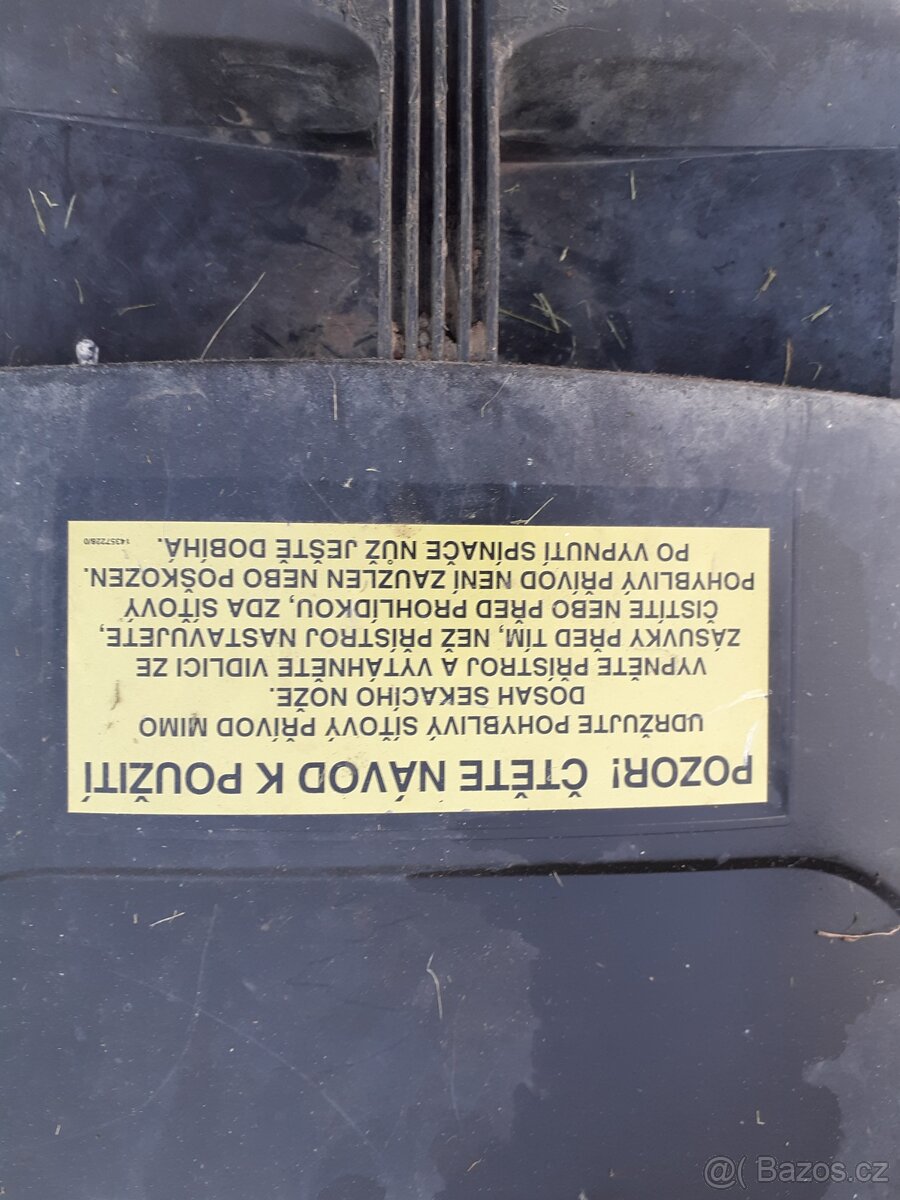 POZOR! ČTĚTE NÁVOD K POUŽITÍ
UDRŽUJTE POHYBLIVÝ SÍŤOVÝ PŘÍVOD MIMO
DOSAH SEKACÍHO NOŽE.
VYPNĚTE PŘÍSTROJ A VYTÁHNĚTE VIDLICI ZE
ZÁSUVKY PŘED TÍM, NEŽ PŘÍSTROJ NASTAVUJETE,
ČISTÍTE NEBO PŘED PROHLÍDKOU, ZDA SÍŤOVÝ
POHYBLIVÝ PŘÍVOD NENÍ ZAUZLEN NEBO POŠKOZEN.
PO VYPNUTÍ SPÍNAČE NŮŽ JEŠTĚ DOBÍHÁ.
14357228/0
@( Bazos.cz